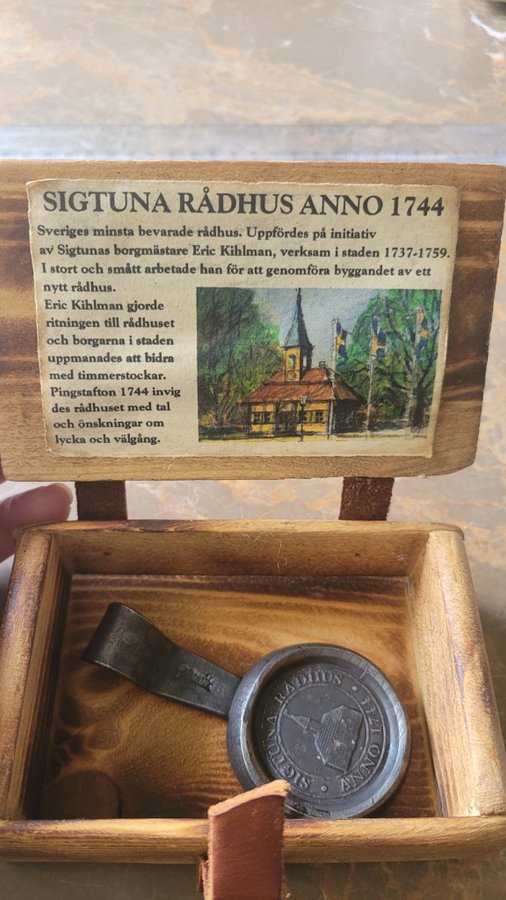 SIGTUNA RÅDHUS ANNO 1744
Sveriges minsta bevarade rådhus. Uppfördes på initiativ
av Sigtunas borgmästare Eric Kihlman, verksam i staden 1737-1759.
I stort och smått arbetade han för att genomföra byggandet av ett
nytt rådhus.
Eric Kihlman gjorde
ritningen till rådhuset
och borgarna i staden
uppmanades att bidra
med timmerstockar.
Pingstafton 1744 invig
des rådhuset med tal
och önskningar om
lycka och välgång.
SIGTUNA RÅDHUS · ANNO 1744 ·